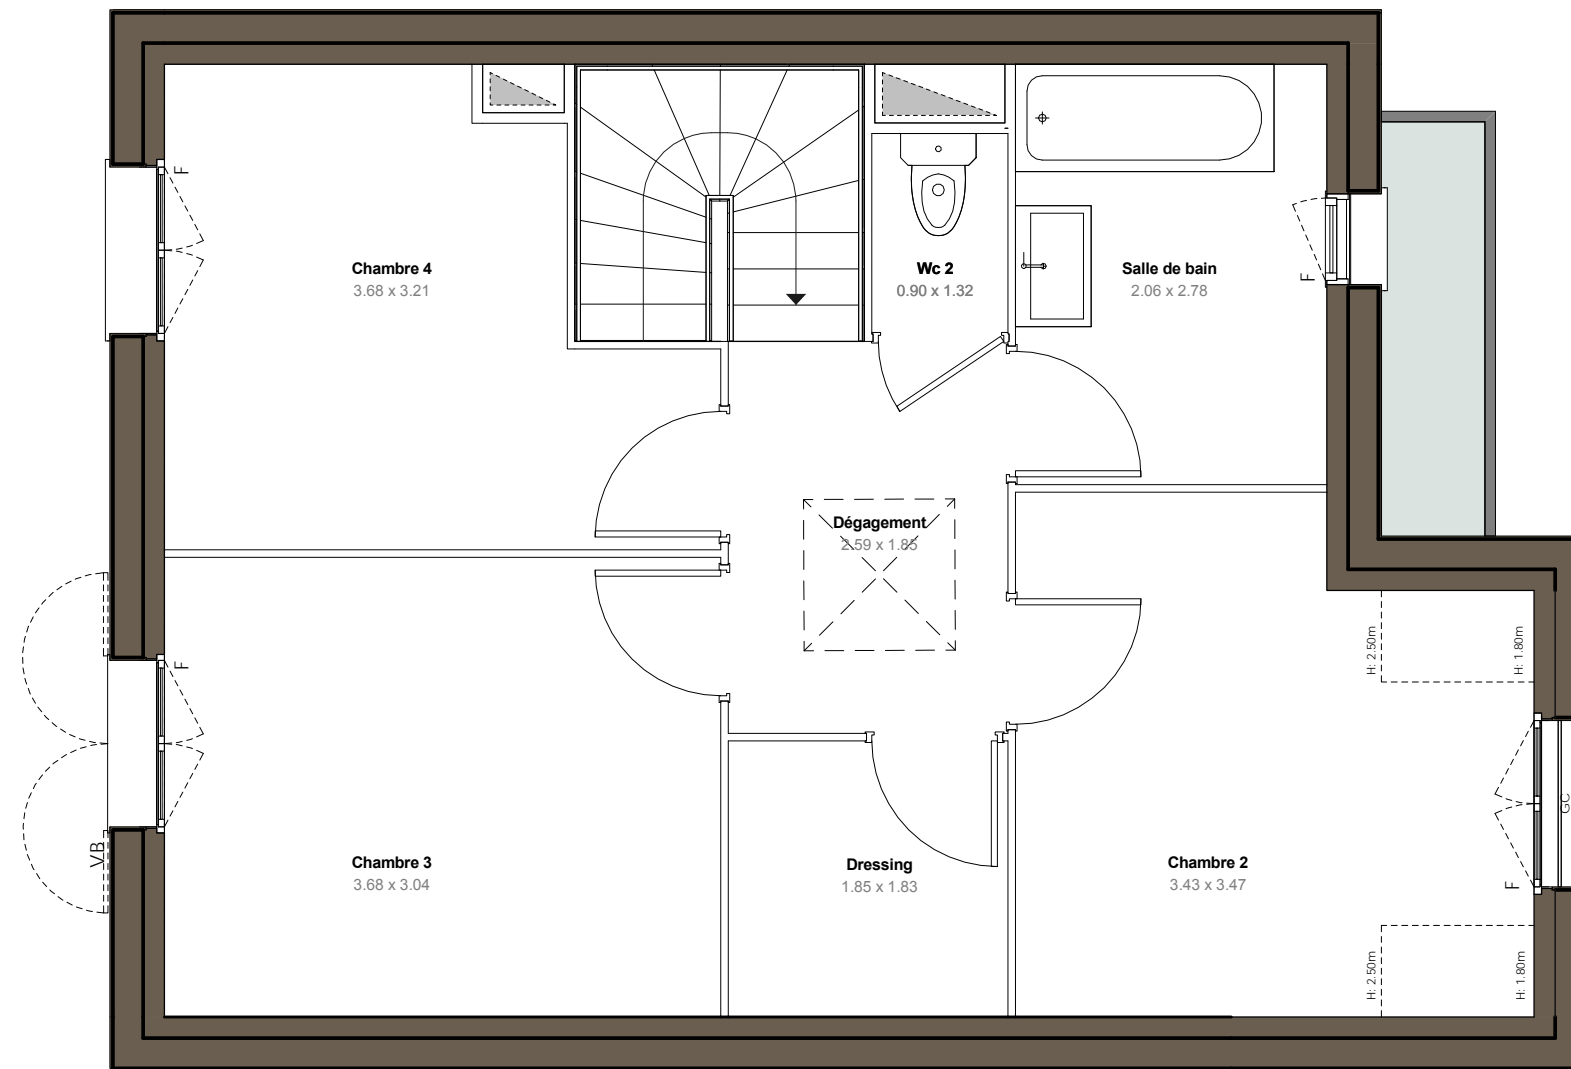 F
Chambre 4
3.68 x 3.21
Wc 2
0.90 x 1.32
Salle de bain
2.06 x 2.78
F
Dégagement
2.59 x 1.85
F
H: 2.50m
H: 1.80m
VB
Chambre 3
3.68 x 3.04
Dressing
1.85 x 1.83
Chambre 2
3.43 x 3.47
GC
F
H: 2.50m
H: 1.80m